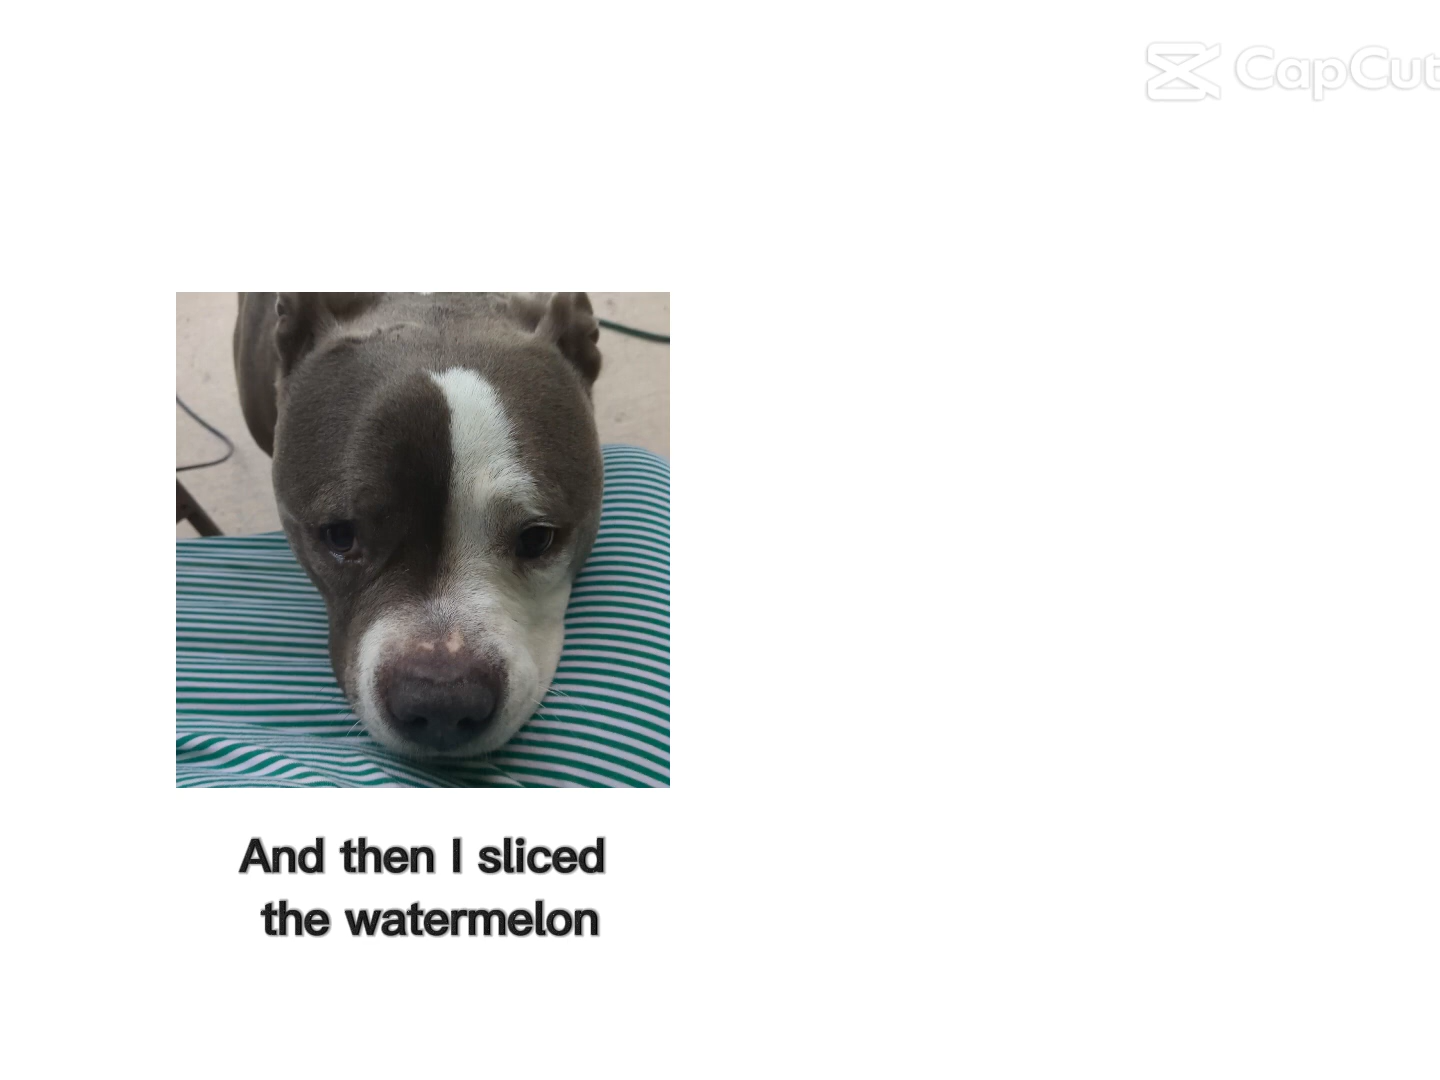 CapCut
And then I sliced
the watermelon